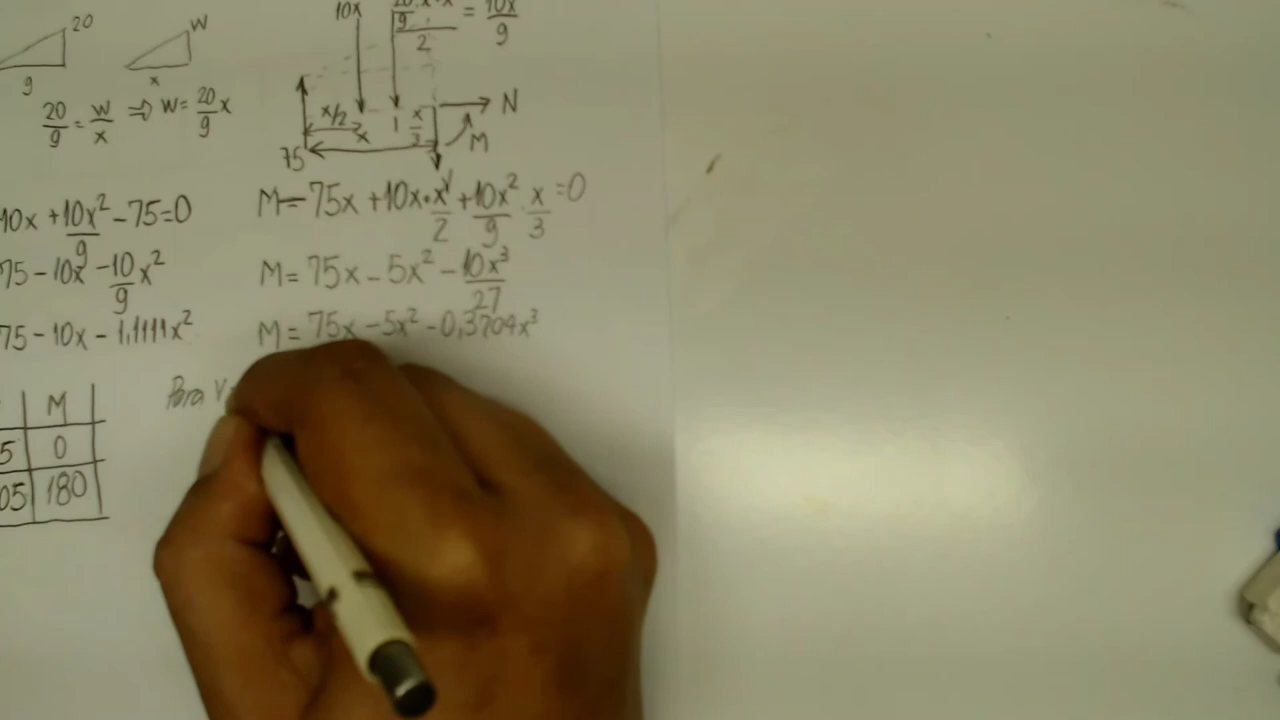 20
w
9
x
20/9 = w/x ⇒ w = 20/9 x
10x
/2 = 10x/9
N
x/2
x
x/3
M
75
V
10x + 10x²/9 - 75 = 0
75 - 10x - 10/9 x²
75 - 10x - 1,1111x²
M - 75x + 10x · x/2 + 10x²/9 · x/3 = 0
M = 75x - 5x² - 10x³/27
M = 75x - 5x² - 0,3704x³
Para V
M
5 0
05 180